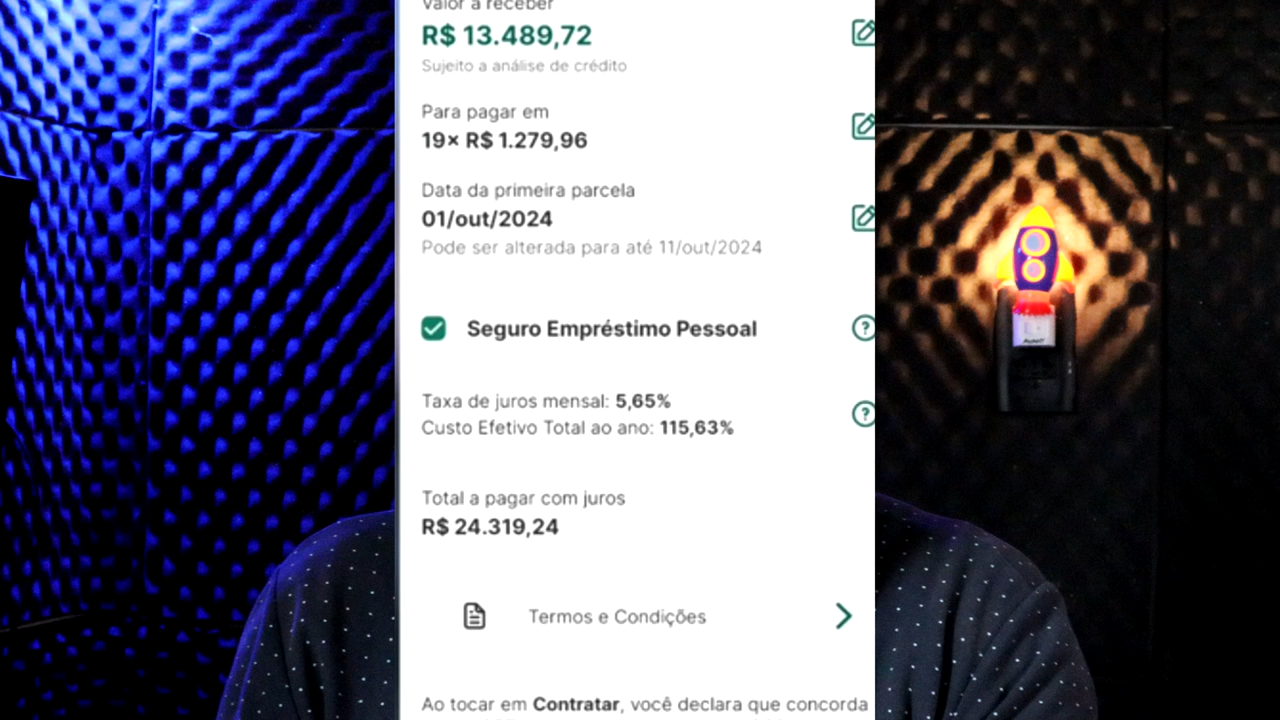 Valor a receber
R$ 13.489,72
Sujeito a análise de crédito
Para pagar em
19× R$ 1.279,96
Data da primeira parcela
01/out/2024
Pode ser alterada para até 11/out/2024
Seguro Empréstimo Pessoal
Taxa de juros mensal: 5,65%
Custo Efetivo Total ao ano: 115,63%
Total a pagar com juros
R$ 24.319,24
Termos e Condições
Ao tocar em Contratar, você declara que concorda